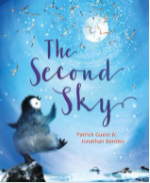 The
Second
Sky
Patrick Guest &
Jonathan Bentley